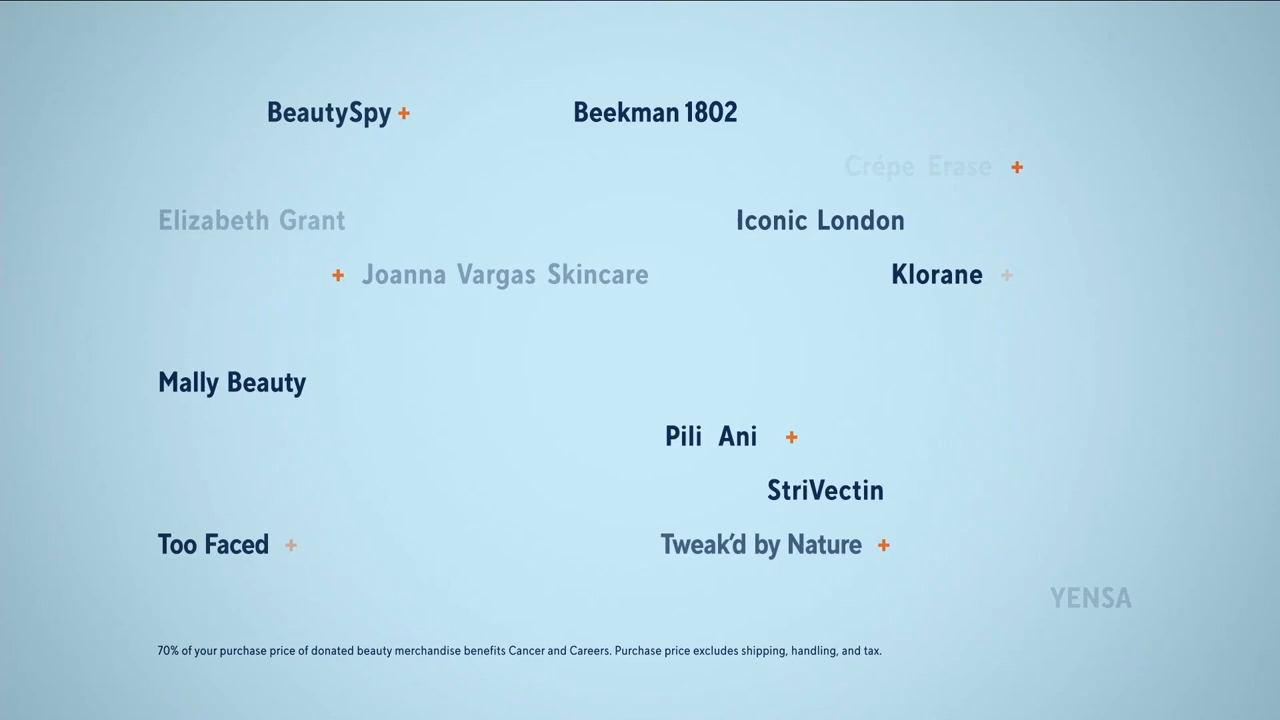 BeautySpy + Beekman 1802
Crépe Erase +
Elizabeth Grant Iconic London
+ Joanna Vargas Skincare Klorane +
Mally Beauty
Pili Ani +
StriVectin
Too Faced + Tweak'd by Nature +
YENSA
70% of your purchase price of donated beauty merchandise benefits Cancer and Careers. Purchase price excludes shipping, handling, and tax.